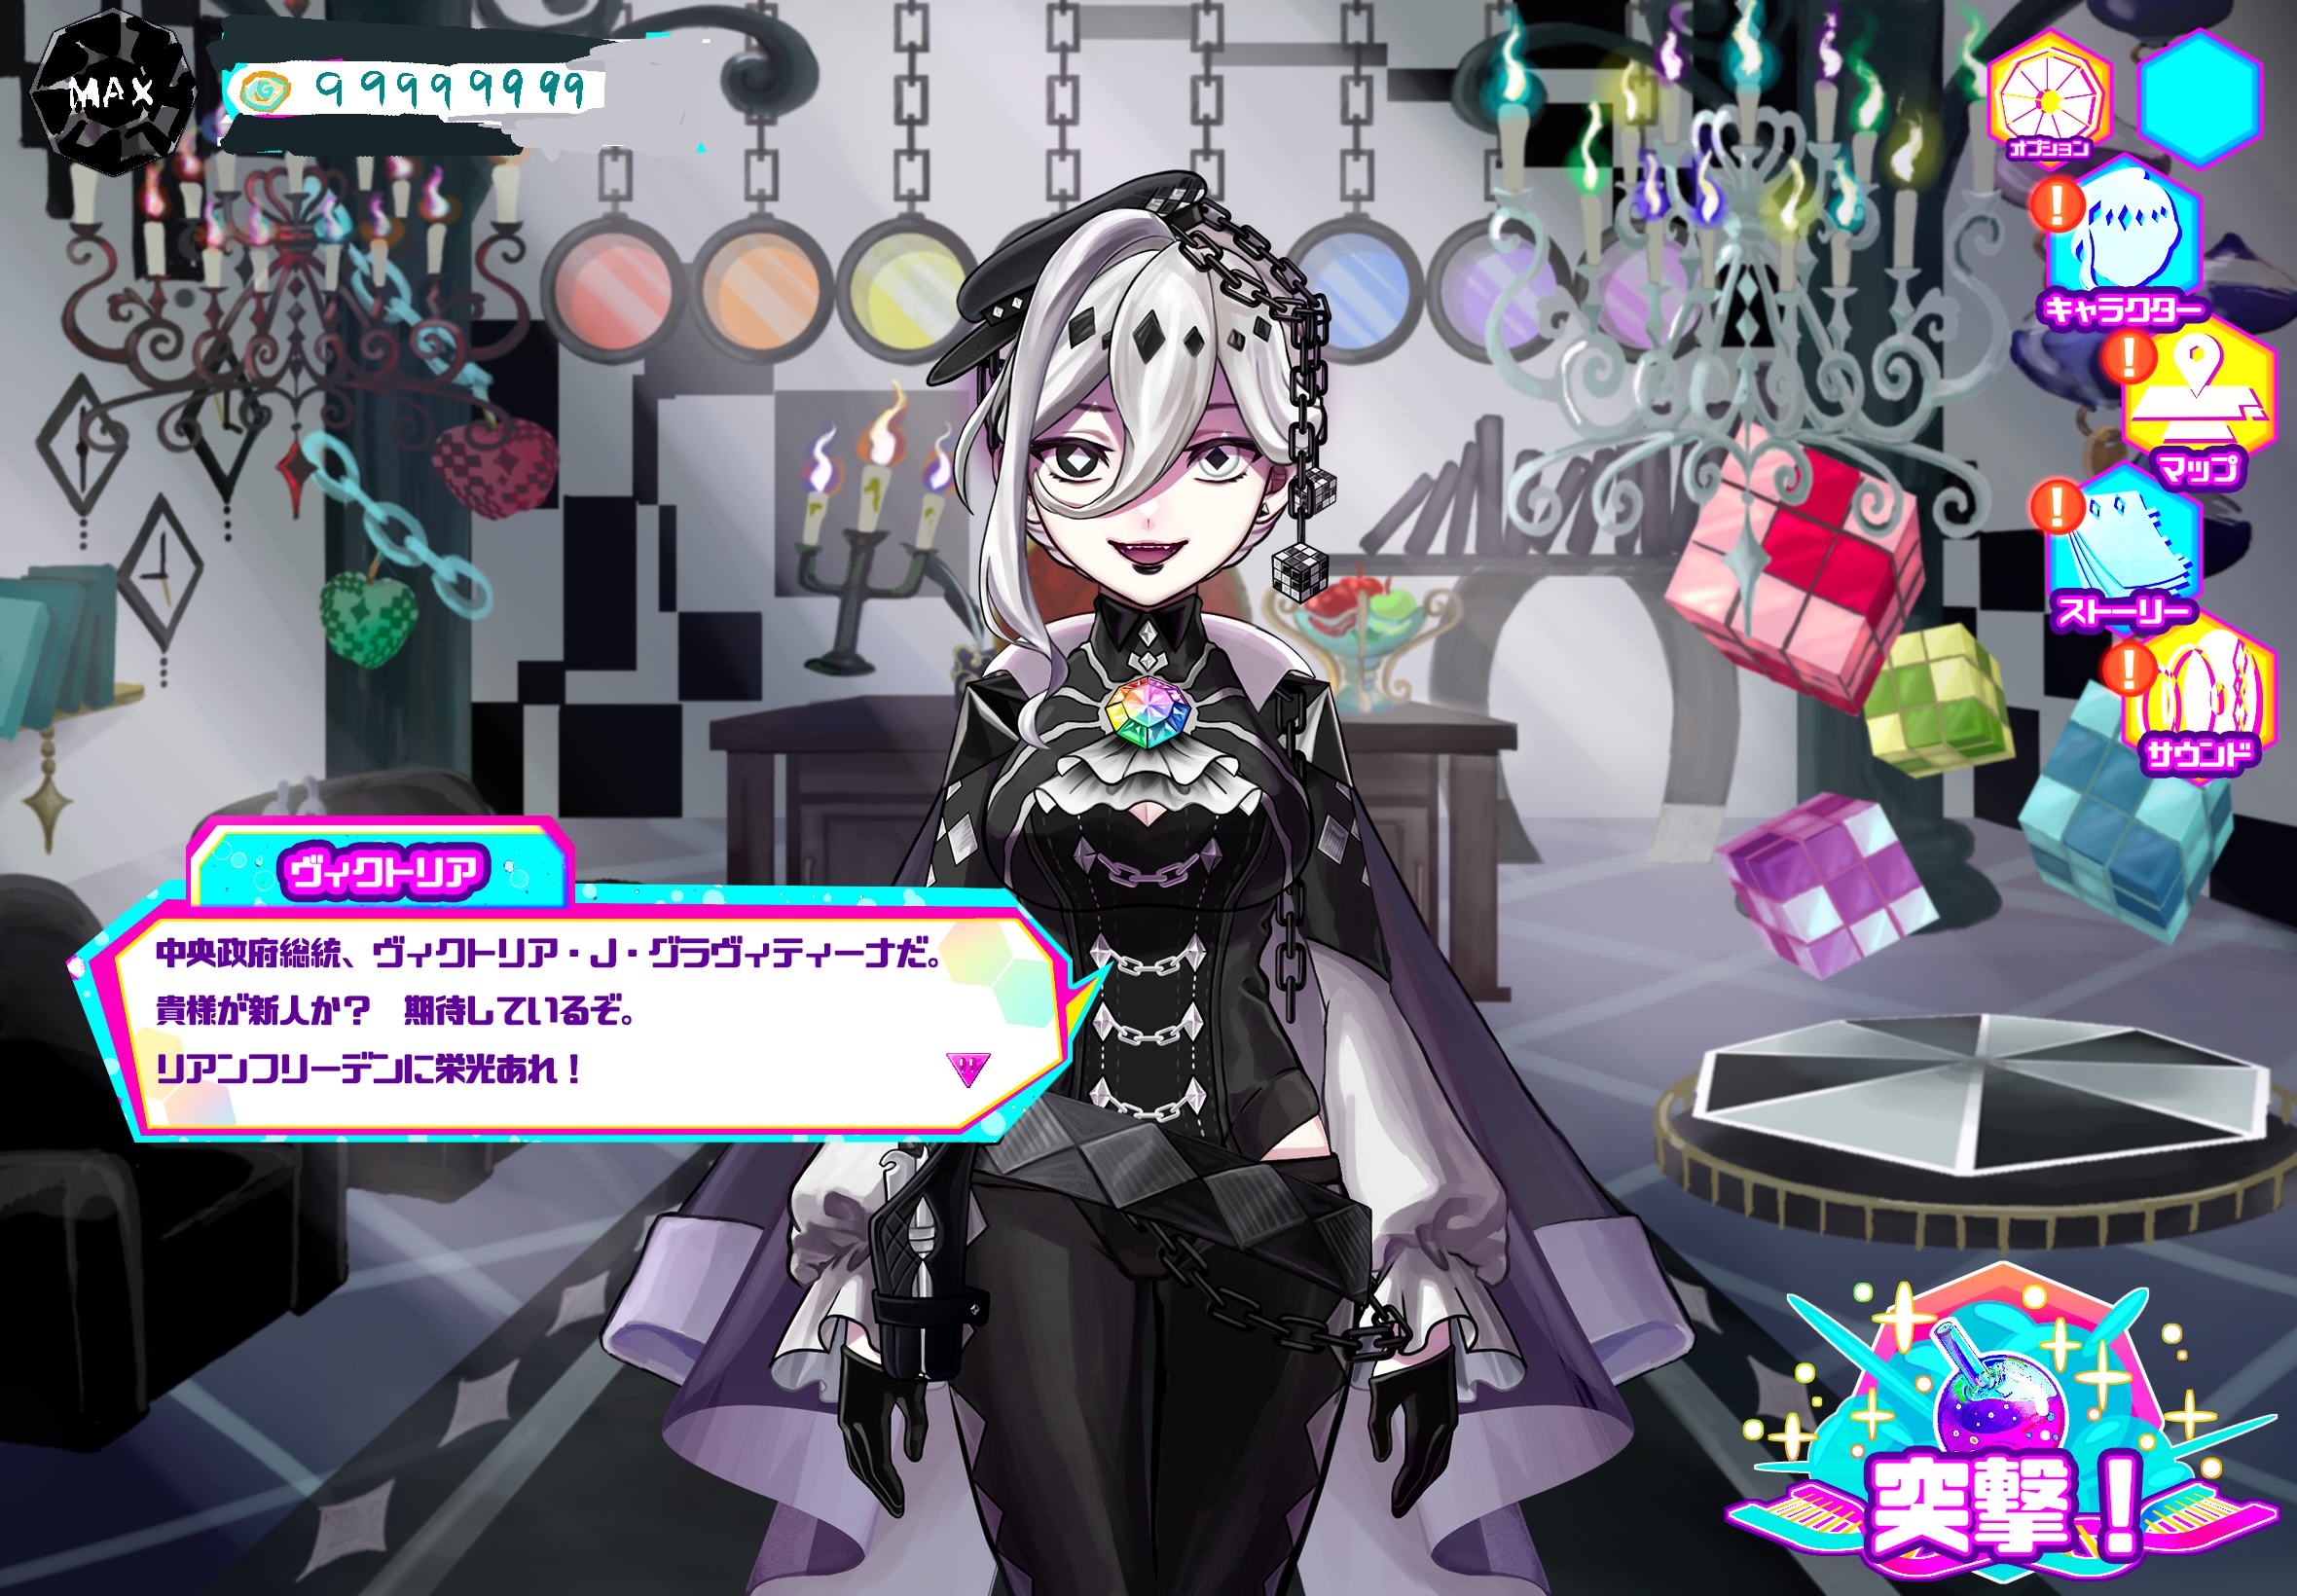 MAX
G 99999999
オプション
!
キャラクター
!
マップ
!
ストーリー
!
サウンド
ヴィクトリア
中央政府総統、ヴィクトリア・J・グラヴィティーナだ。
貴様が新人か？　期待しているぞ。
リアンフリーデンに栄光あれ！
突撃！